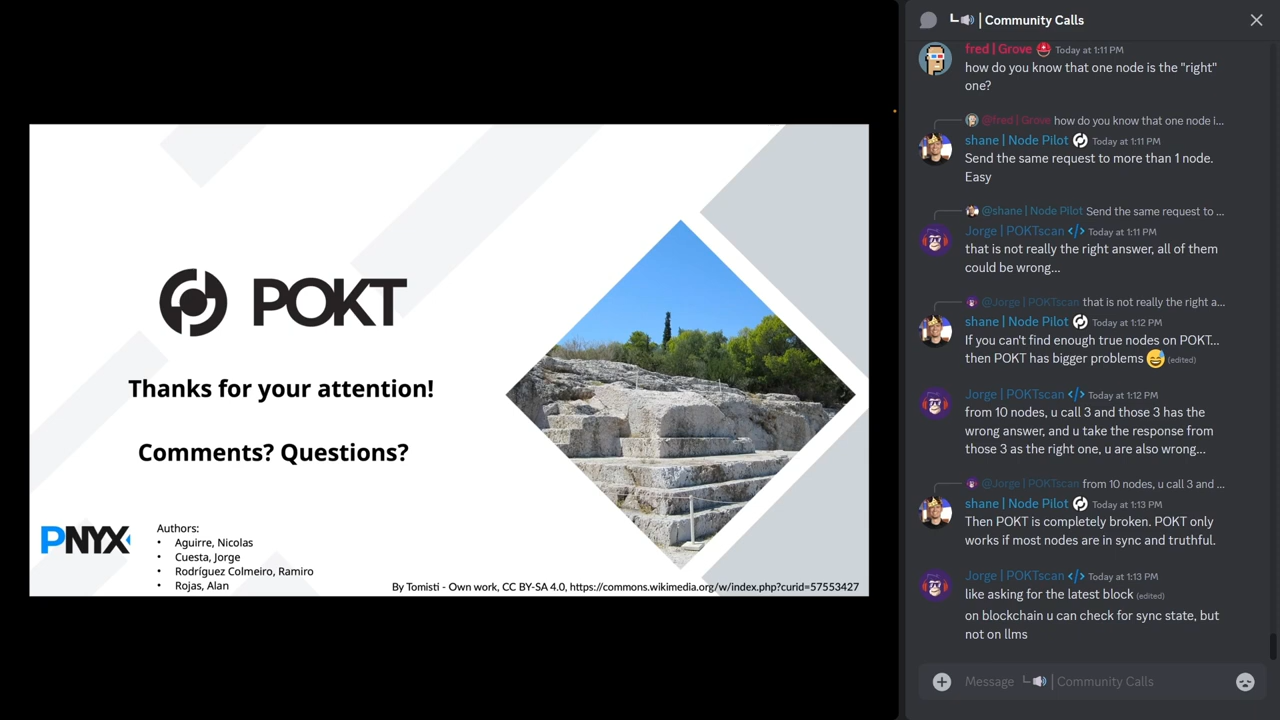 POKT
Thanks for your attention!
Comments? Questions?
PNYX
Authors:
• Aguirre, Nicolas
• Cuesta, Jorge
• Rodríguez Colmeiro, Ramiro
• Rojas, Alan
By Tomisti - Own work, CC BY-SA 4.0, https://commons.wikimedia.org/w/index.php?curid=57553427
| Community Calls
fred | Grove Today at 1:11 PM
how do you know that one node is the "right"
one?
@fred | Grove how do you know that one node i...
shane | Node Pilot Today at 1:11 PM
Send the same request to more than 1 node.
Easy
@shane | Node Pilot Send the same request to ...
Jorge | POKTscan </> Today at 1:11 PM
that is not really the right answer, all of them
could be wrong...
@Jorge | POKTscan that is not really the right a...
shane | Node Pilot Today at 1:12 PM
If you can't find enough true nodes on POKT...
then POKT has bigger problems 😅 (edited)
Jorge | POKTscan </> Today at 1:12 PM
from 10 nodes, u call 3 and those 3 has the
wrong answer, and u take the response from
those 3 as the right one, u are also wrong...
@Jorge | POKTscan from 10 nodes, u call 3 and ...
shane | Node Pilot Today at 1:13 PM
Then POKT is completely broken. POKT only
works if most nodes are in sync and truthful.
Jorge | POKTscan </> Today at 1:13 PM
like asking for the latest block (edited)
on blockchain u can check for sync state, but
not on llms
Message | Community Calls